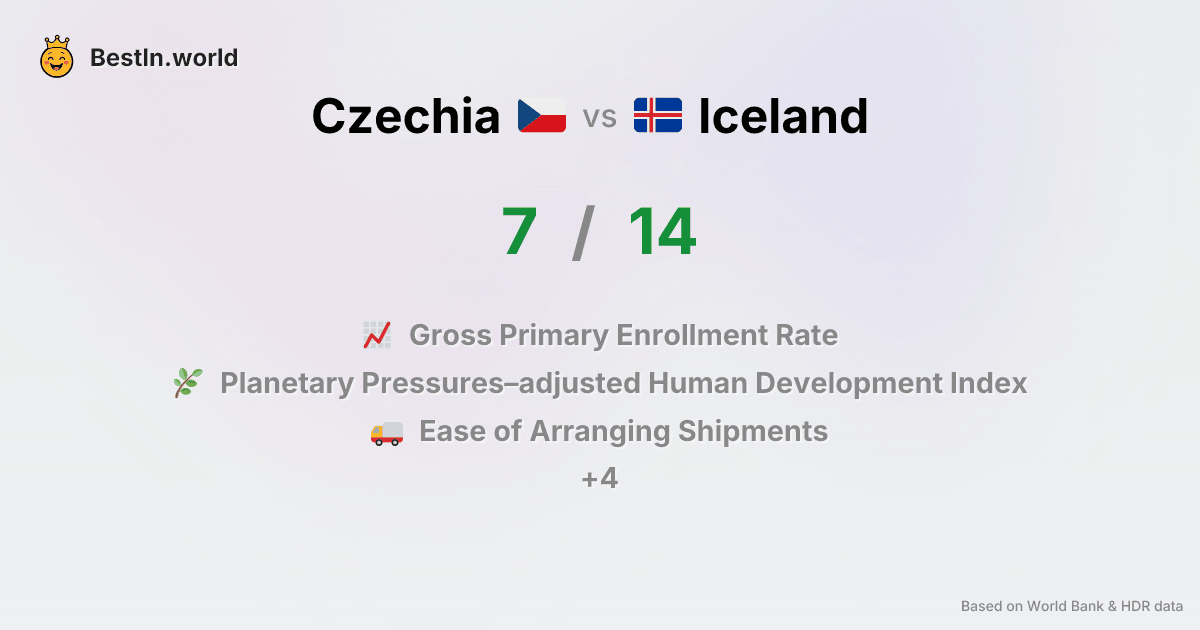 BestIn.world
Czechia vs Iceland
7 / 14
Gross Primary Enrollment Rate
Planetary Pressures–adjusted Human Development Index
Ease of Arranging Shipments
+4
Based on World Bank & HDR data